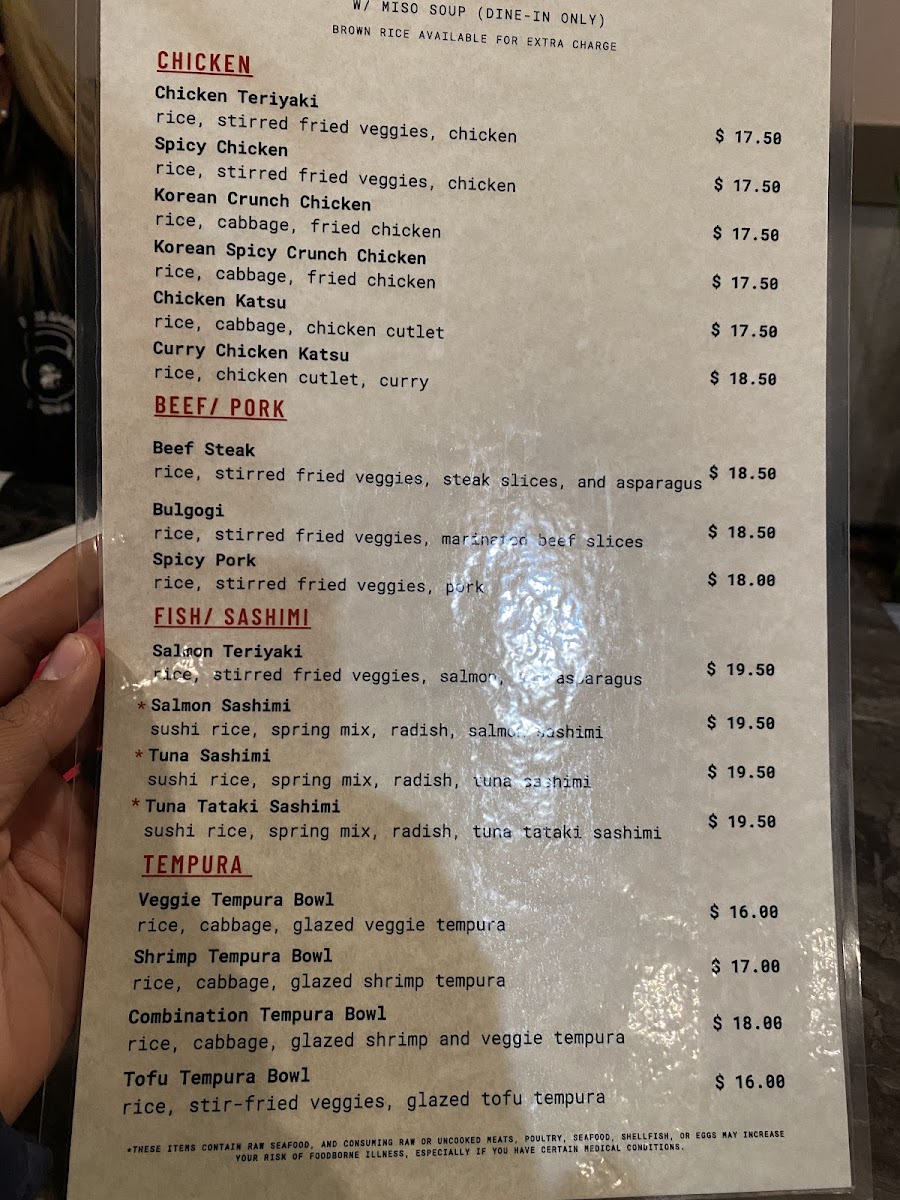 W/ MISO SOUP (DINE-IN ONLY)
BROWN RICE AVAILABLE FOR EXTRA CHARGE
CHICKEN
Chicken Teriyaki
rice, stirred fried veggies, chicken $ 17.50
Spicy Chicken
rice, stirred fried veggies, chicken $ 17.50
Korean Crunch Chicken
rice, cabbage, fried chicken $ 17.50
Korean Spicy Crunch Chicken
rice, cabbage, fried chicken $ 17.50
Chicken Katsu
rice, cabbage, chicken cutlet $ 17.50
Curry Chicken Katsu
rice, chicken cutlet, curry $ 18.50
BEEF/ PORK
Beef Steak
rice, stirred fried veggies, steak slices, and asparagus $ 18.50
Bulgogi
rice, stirred fried veggies, marinated beef slices $ 18.50
Spicy Pork
rice, stirred fried veggies, pork $ 18.00
FISH/ SASHIMI
Salmon Teriyaki
rice, stirred fried veggies, salmon, asparagus $ 19.50
*Salmon Sashimi
sushi rice, spring mix, radish, salmon sashimi $ 19.50
*Tuna Sashimi
sushi rice, spring mix, radish, tuna sashimi $ 19.50
*Tuna Tataki Sashimi
sushi rice, spring mix, radish, tuna tataki sashimi $ 19.50
TEMPURA
Veggie Tempura Bowl
rice, cabbage, glazed veggie tempura $ 16.00
Shrimp Tempura Bowl
rice, cabbage, glazed shrimp tempura $ 17.00
Combination Tempura Bowl
rice, cabbage, glazed shrimp and veggie tempura $ 18.00
Tofu Tempura Bowl
rice, stir-fried veggies, glazed tofu tempura $ 16.00
*THESE ITEMS CONTAIN RAW SEAFOOD, AND CONSUMING RAW OR UNCOOKED MEATS, POULTRY, SEAFOOD, SHELLFISH, OR EGGS MAY INCREASE
YOUR RISK OF FOODBORNE ILLNESS, ESPECIALLY IF YOU HAVE CERTAIN MEDICAL CONDITIONS.